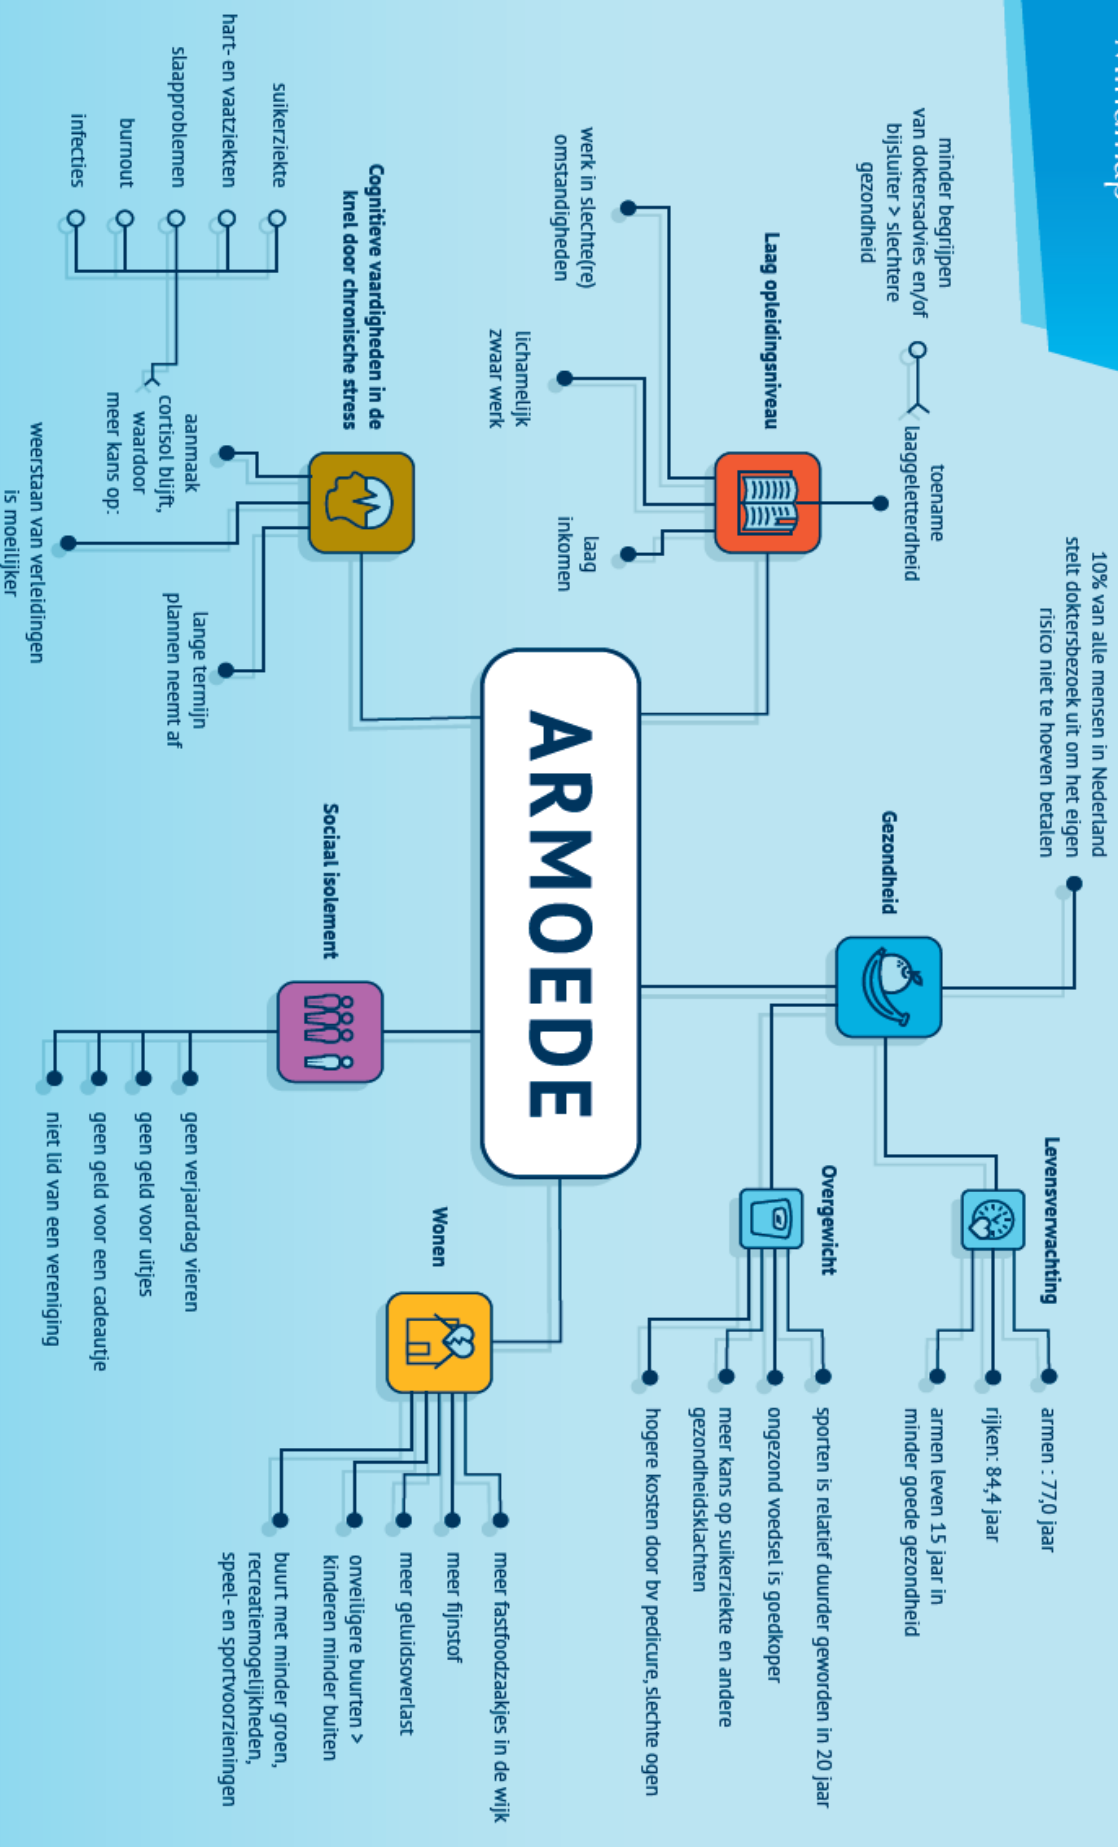 minder begrijpen
van doktersadvies en/of
bijsluiter > slechtere
gezondheid
toename
laaggeletterdheid
Laag opleidingsniveau
werk in slechte(re)
omstandigheden
lichamelijk
zwaar werk
laag
inkomen
10% van alle mensen in Nederland
stelt doktersbezoek uit om het eigen
risico niet te hoeven betalen
Gezondheid
Levensverwachting
armen : 77,0 jaar
rijken: 84,4 jaar
armen leven 15 jaar in
minder goede gezondheid
Overgewicht
sporten is relatief duurder geworden in 20 jaar
ongezond voedsel is goedkoper
meer kans op suikerziekte en andere
gezondheidsklachten
hogere kosten door bv pedicure, slechte ogen
ARMOEDE
Cognitieve vaardigheden in de
knel door chronische stress
suikerziekte
hart- en vaatziekten
slaapproblemen
burnout
infecties
aanmaak
cortisol blijft,
waardoor
meer kans op:
weerstaan van verleidingen
is moeilijker
lange termijn
plannen neemt af
Sociaal isolement
geen verjaardag vieren
geen geld voor uitjes
geen geld voor een cadeautje
niet lid van een vereniging
Wonen
meer fastfoodzaakjes in de wijk
meer fijnstof
meer geluidsoverlast
onveiligere buurten >
kinderen minder buiten
buurt met minder groen,
recreatiemogelijkheden,
speel- en sportvoorzieningen